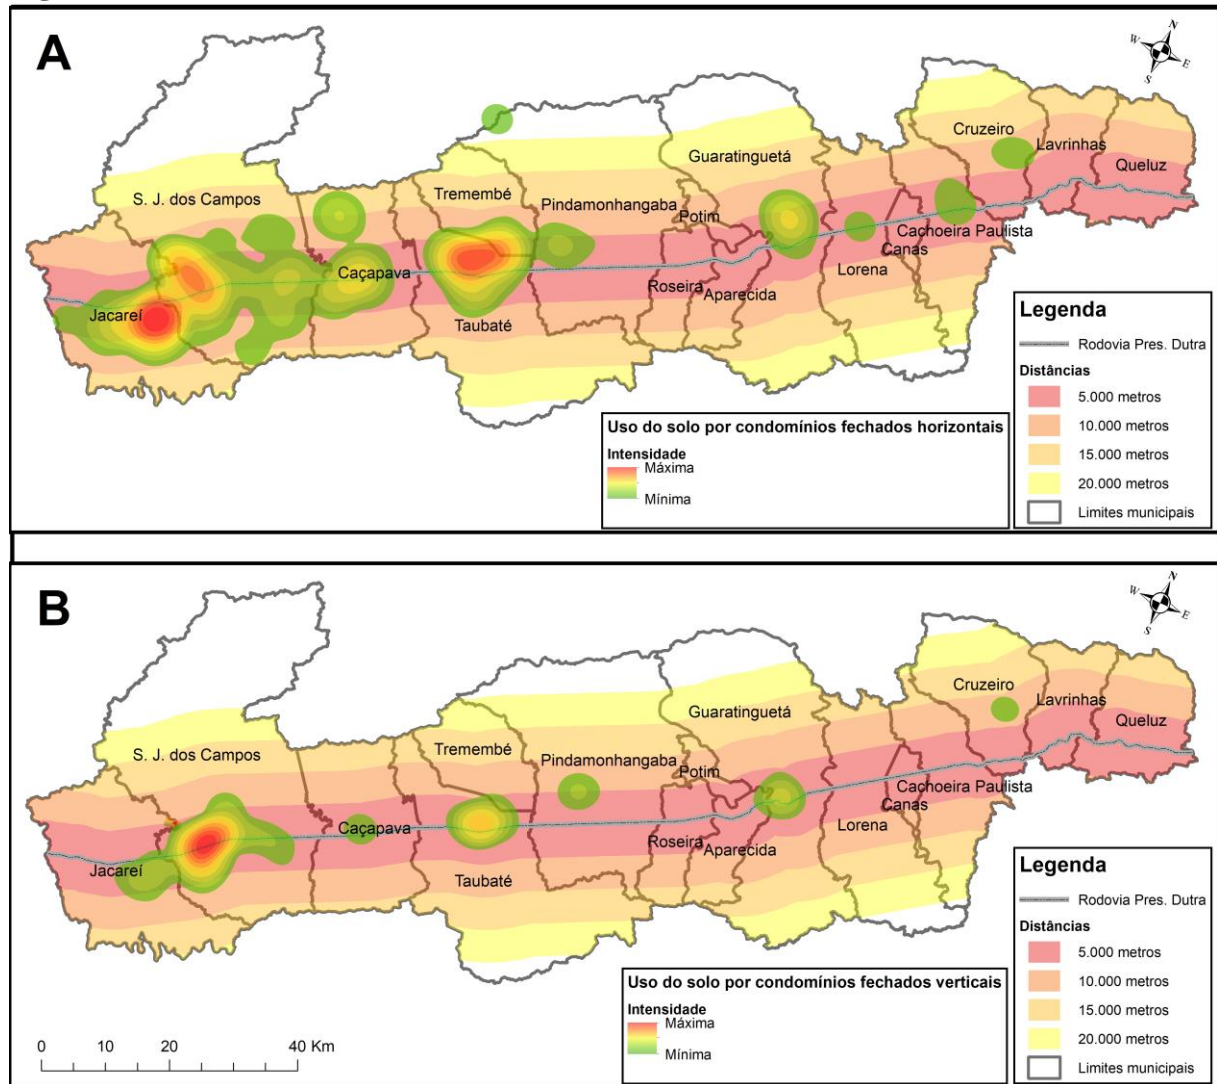 A
N
W
E
S
Cruzeiro
Lavrinhas
Guaratinguetá
Queluz
Tremembé
S. J. dos Campos
Pindamonhangaba
Potim
Cachoeira Paulista
Canas
Caçapava
Lorena
Roseira
Aparecida
Jacareí
Taubaté
Legenda
Rodovia Pres. Dutra
Distâncias
5.000 metros
10.000 metros
15.000 metros
20.000 metros
Limites municipais
Uso do solo por condomínios fechados horizontais
Intensidade
Máxima
Mínima
B
N
W
E
S
Cruzeiro
Lavrinhas
Guaratinguetá
Queluz
Tremembé
S. J. dos Campos
Pindamonhangaba
Potim
Cachoeira Paulista
Canas
Caçapava
Lorena
Roseira
Aparecida
Jacareí
Taubaté
Legenda
Rodovia Pres. Dutra
Distâncias
5.000 metros
10.000 metros
15.000 metros
20.000 metros
Limites municipais
Uso do solo por condomínios fechados verticais
Intensidade
Máxima
Mínima
0 10 20 40 Km